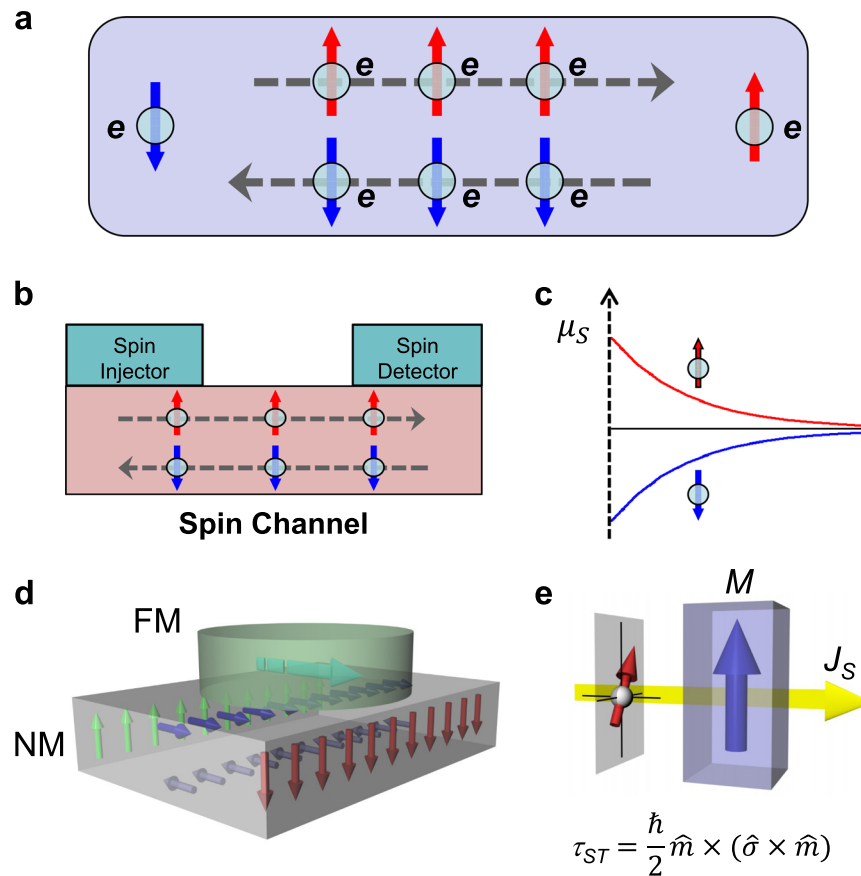 a
e e e
e e
e e e
b
Spin
Injector
Spin
Detector
Spin Channel
c
μ_S
d
FM
NM
e
M
J_S
τ_ST = ℏ/2 m̂ × (σ̂ × m̂)